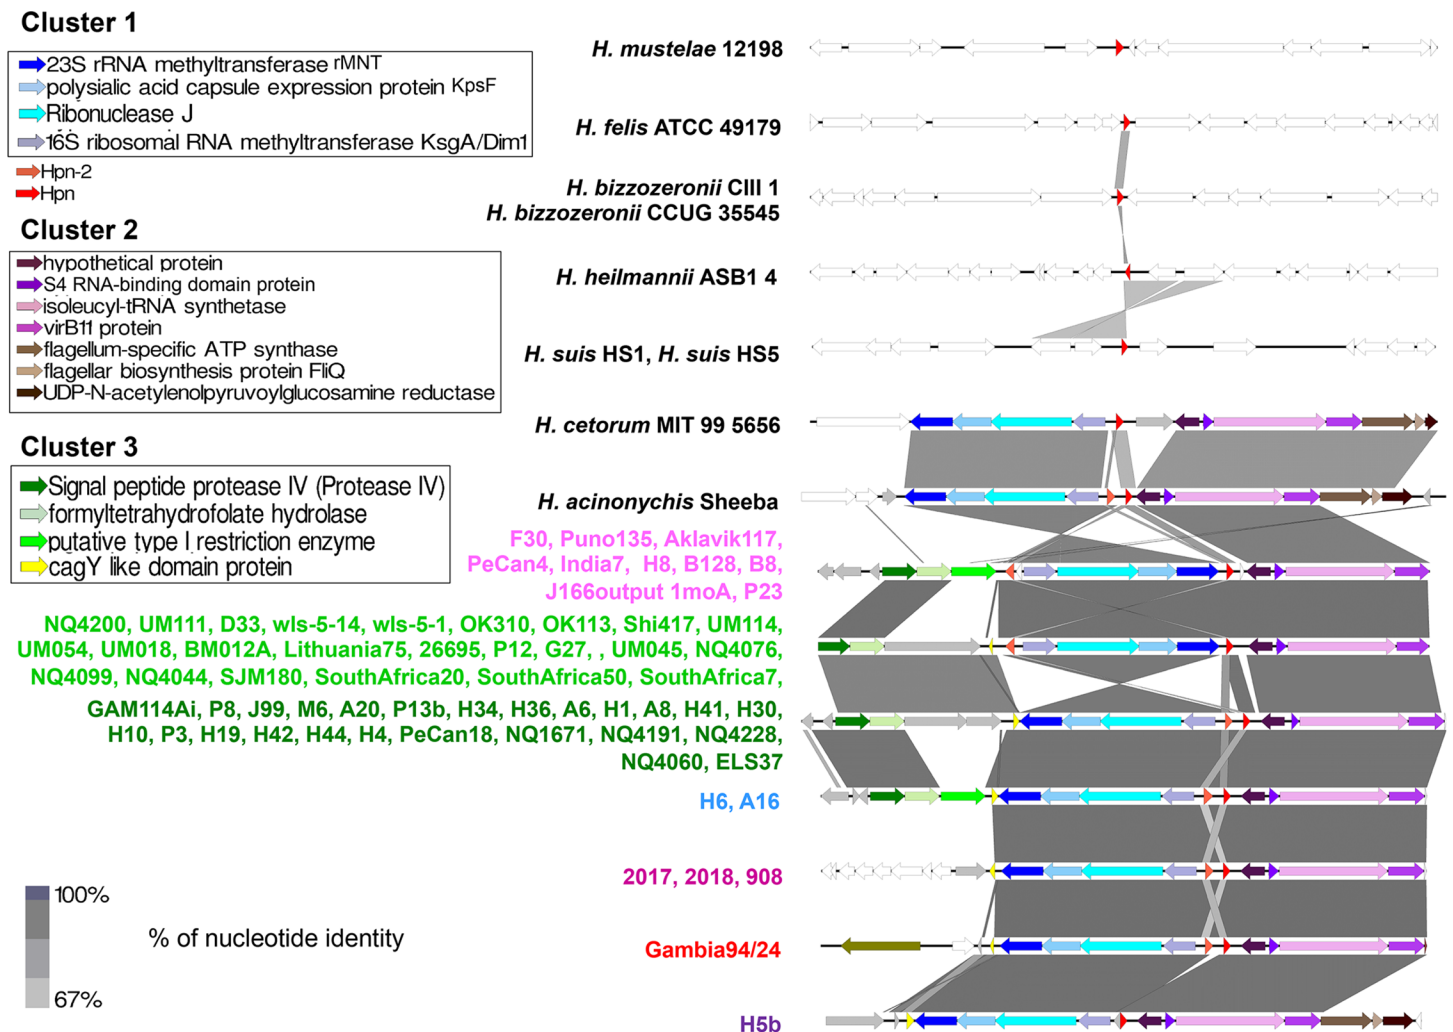 Cluster 1
23S rRNA methyltransferase rMNT
polysialic acid capsule expression protein KpsF
Ribonuclease J
16S ribosomal RNA methyltransferase KsgA/Dim1
Hpn-2
Hpn
Cluster 2
hypothetical protein
S4 RNA-binding domain protein
isoleucyl-tRNA synthetase
virB11 protein
flagellum-specific ATP synthase
flagellar biosynthesis protein FliQ
UDP-N-acetylenolpyruvoylglucosamine reductase
Cluster 3
Signal peptide protease IV (Protease IV)
formyltetrahydrofolate hydrolase
putative type I restriction enzyme
cagY like domain protein
H. mustelae 12198
H. felis ATCC 49179
H. bizzozeronii CIII 1
H. bizzozeronii CCUG 35545
H. heilmannii ASB1 4
H. suis HS1, H. suis HS5
H. cetorum MIT 99 5656
H. acinonychis Sheeba
F30, Puno135, Aklavik117,
PeCan4, India7, H8, B128, B8,
J166output 1moA, P23
NQ4200, UM111, D33, wls-5-14, wls-5-1, OK310, OK113, Shi417, UM114,
UM054, UM018, BM012A, Lithuania75, 26695, P12, G27, , UM045, NQ4076,
NQ4099, NQ4044, SJM180, SouthAfrica20, SouthAfrica50, SouthAfrica7,
GAM114Ai, P8, J99, M6, A20, P13b, H34, H36, A6, H1, A8, H41, H30,
H10, P3, H19, H42, H44, H4, PeCan18, NQ1671, NQ4191, NQ4228,
NQ4060, ELS37
H6, A16
2017, 2018, 908
Gambia94/24
H5b
100%
% of nucleotide identity
67%